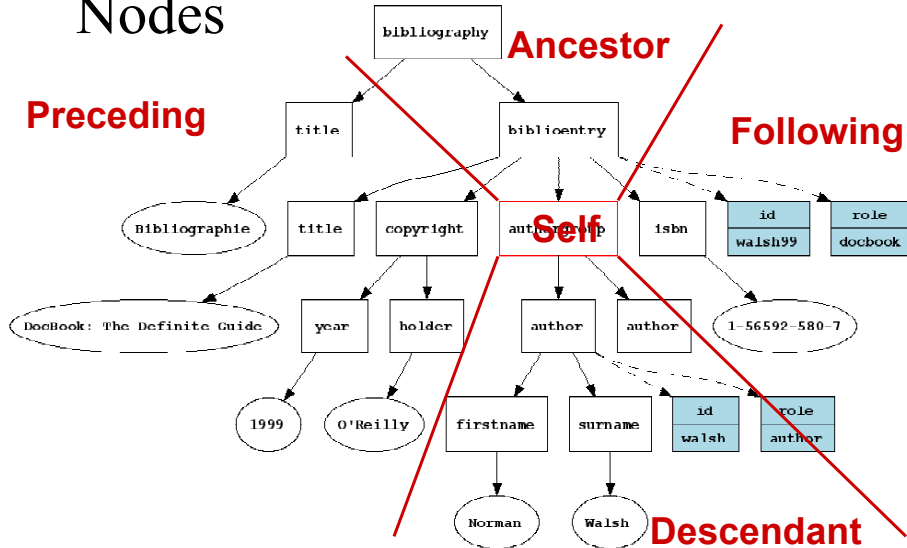 Nodes
bibliography
Ancestor
Preceding
title
biblioentry
Following
Bibliographie
title
copyright
authorgroup
Self
isbn
id
walsh99
role
docbook
DocBook: The Definite Guide
year
holder
author
author
1-56592-580-7
1999
O'Reilly
firstname
surname
id
walsh
role
author
Norman
Walsh
Descendant